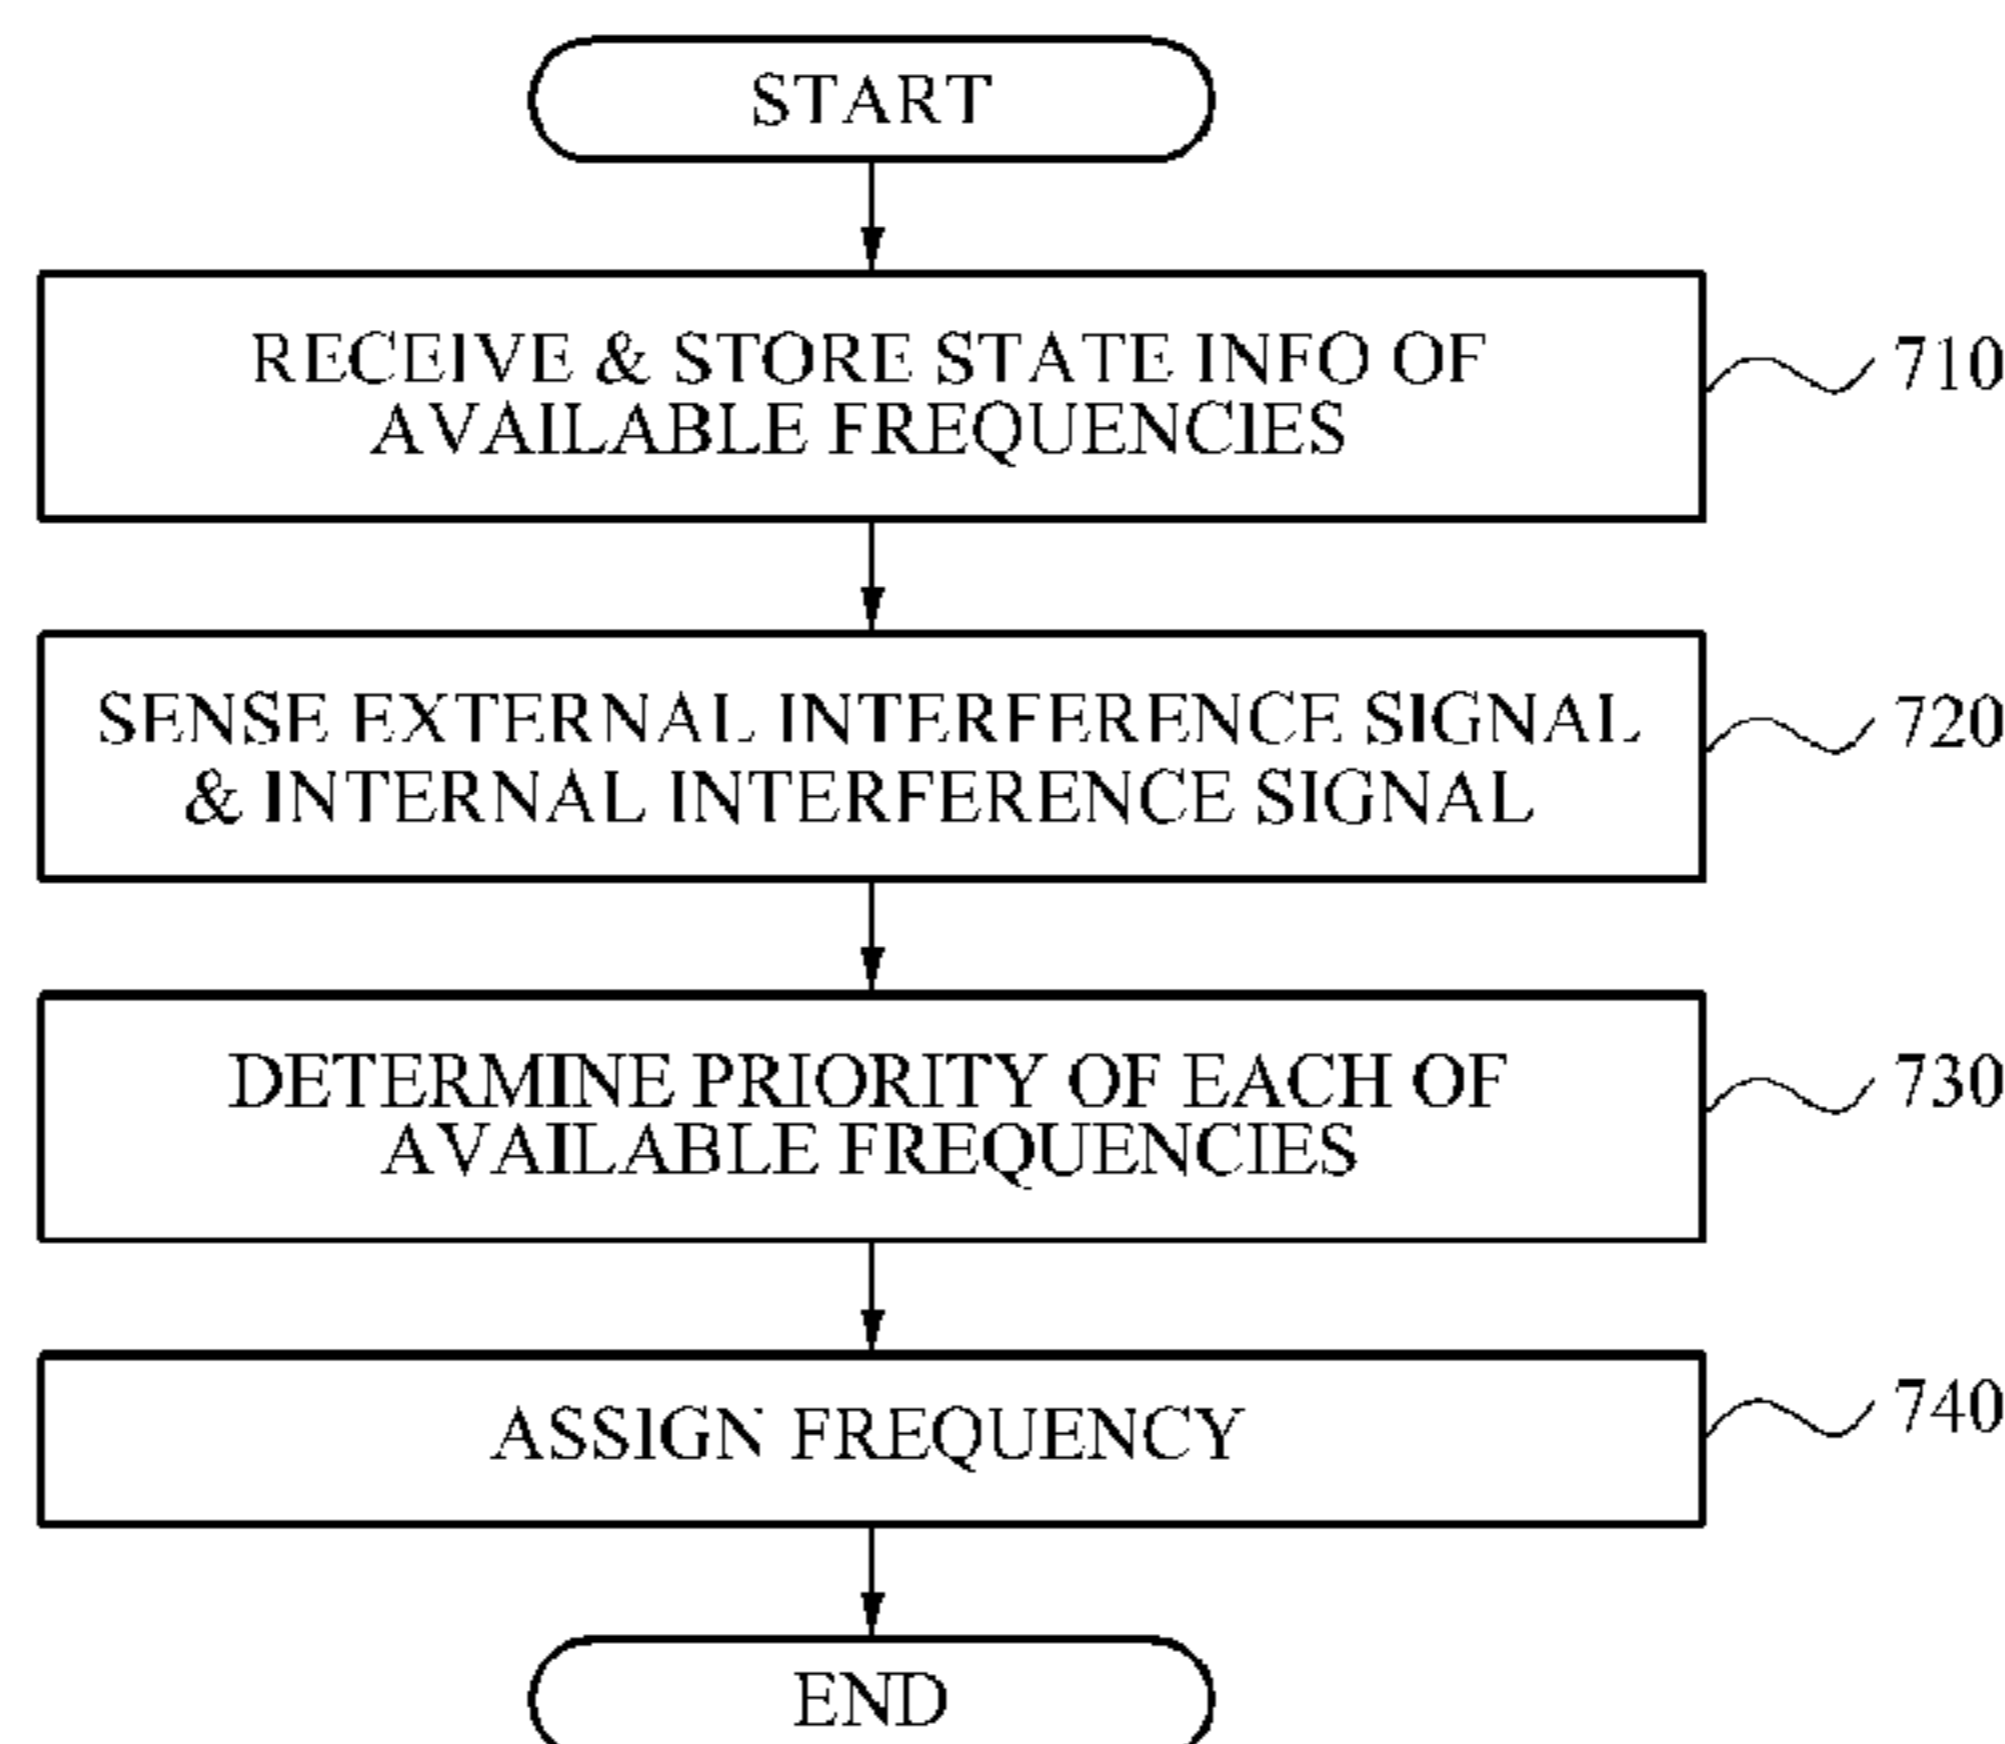 START
RECEIVE & STORE STATE INFO OF
AVAILABLE FREQUENCIES
710
SENSE EXTERNAL INTERFERENCE SIGNAL
& INTERNAL INTERFERENCE SIGNAL
720
DETERMINE PRIORITY OF EACH OF
AVAILABLE FREQUENCIES
730
ASSIGN FREQUENCY
740
END